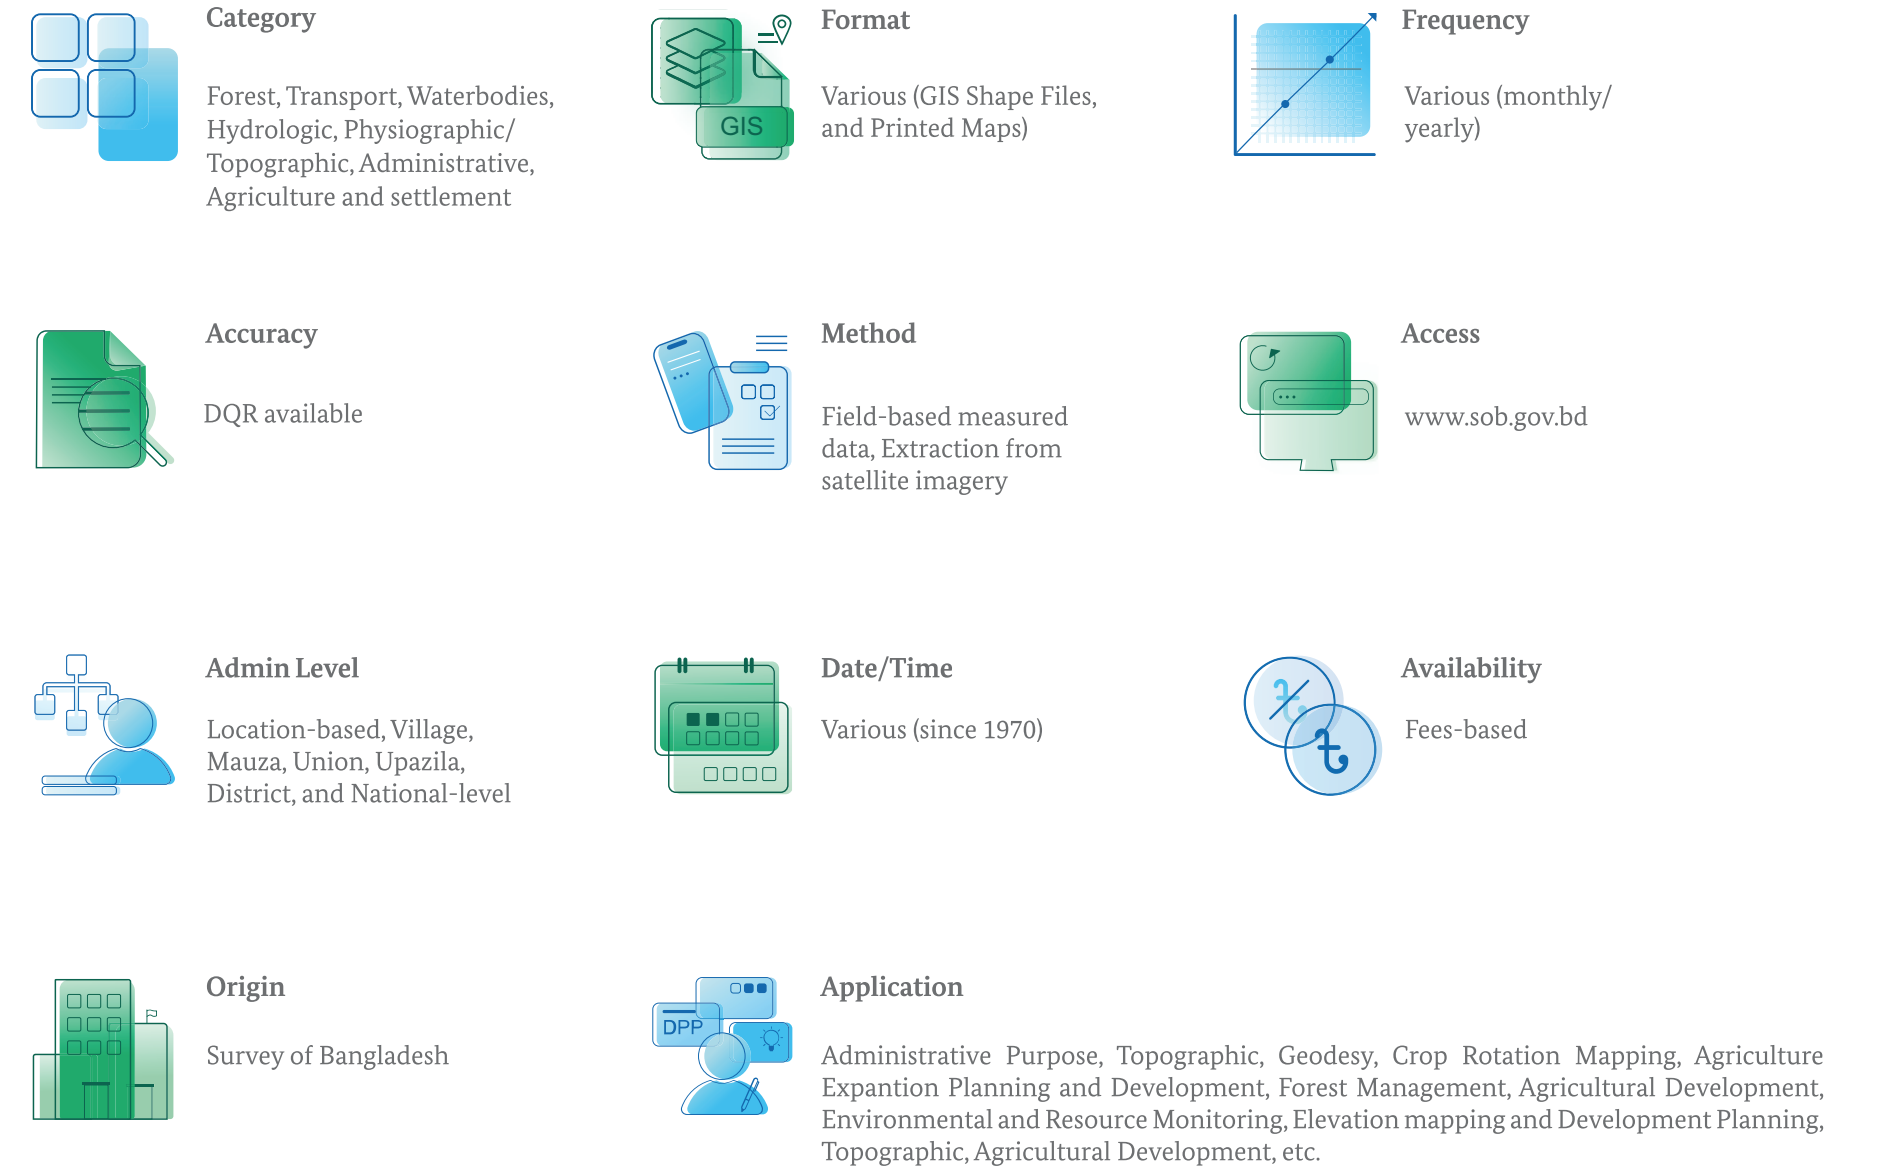 Category
Forest, Transport, Waterbodies,
Hydrologic, Physiographic/
Topographic, Administrative,
Agriculture and settlement
GIS
Format
Various (GIS Shape Files,
and Printed Maps)
Frequency
Various (monthly/
yearly)
Accuracy
DQR available
Method
Field-based measured
data, Extraction from
satellite imagery
Access
www.sob.gov.bd
Admin Level
Location-based, Village,
Mauza, Union, Upazila,
District, and National-level
Date/Time
Various (since 1970)
৳
৳
Availability
Fees-based
Origin
Survey of Bangladesh
DPP
Application
Administrative Purpose, Topographic, Geodesy, Crop Rotation Mapping, Agriculture
Expantion Planning and Development, Forest Management, Agricultural Development,
Environmental and Resource Monitoring, Elevation mapping and Development Planning,
Topographic, Agricultural Development, etc.